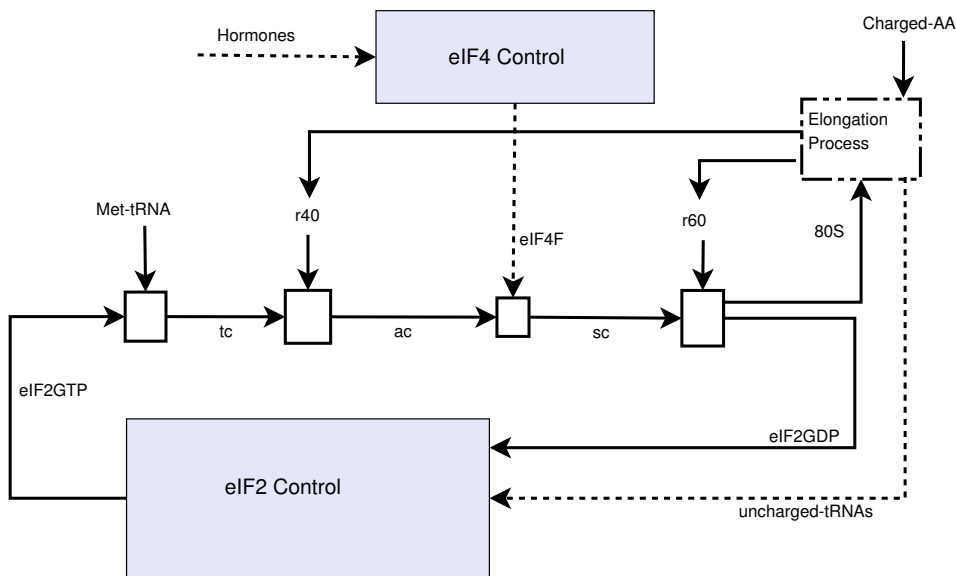 Hormones
eIF4 Control
Charged-AA
Elongation
Process
Met-tRNA
r40
eIF4F
r60
80S
tc
ac
sc
eIF2GTP
eIF2GDP
eIF2 Control
uncharged-tRNAs